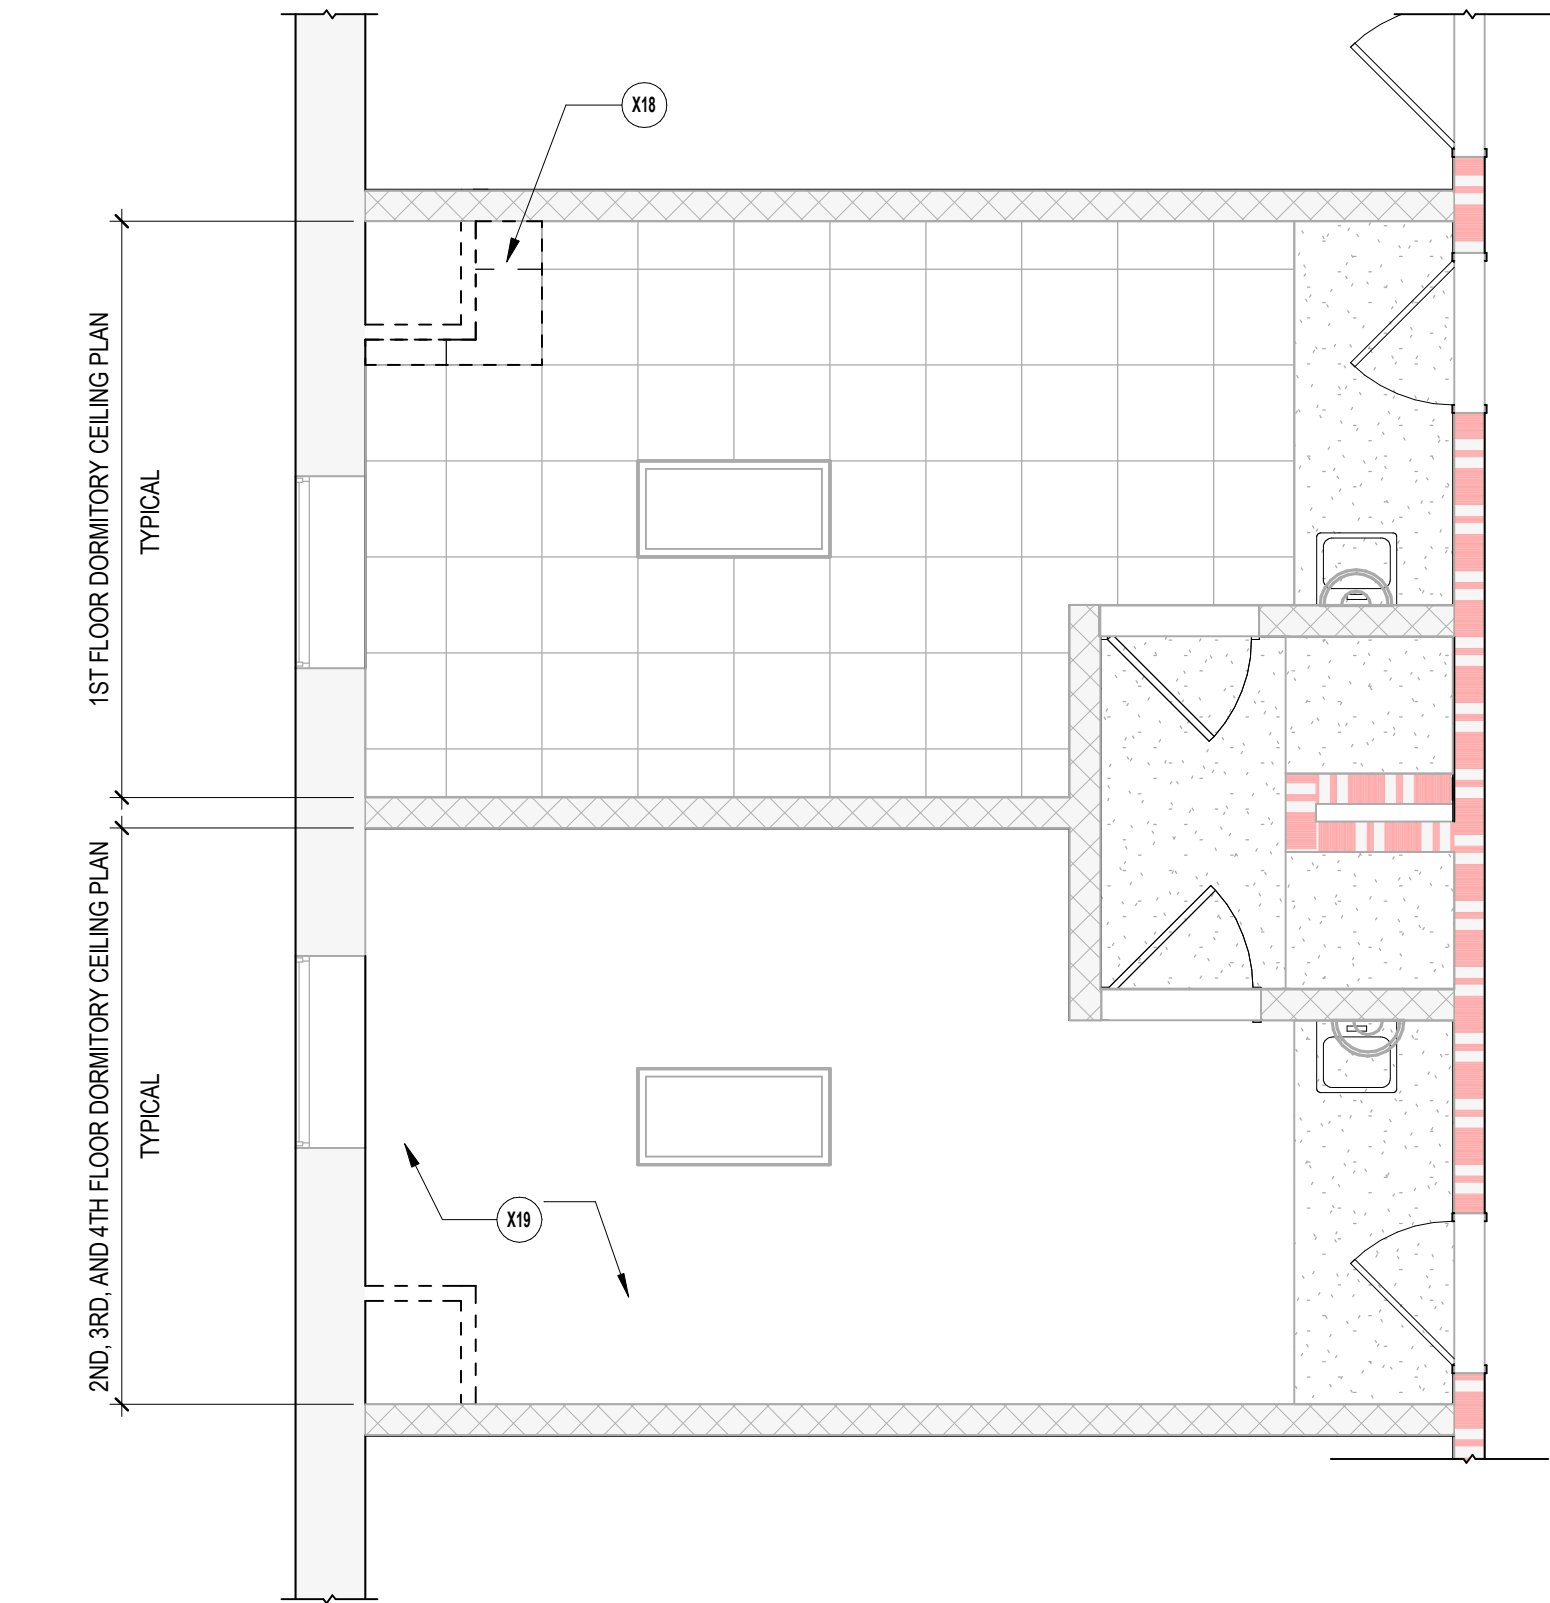 X18
1ST FLOOR DORMITORY CEILING PLAN
TYPICAL
2ND, 3RD, AND 4TH FLOOR DORMITORY CEILING PLAN
TYPICAL
X19